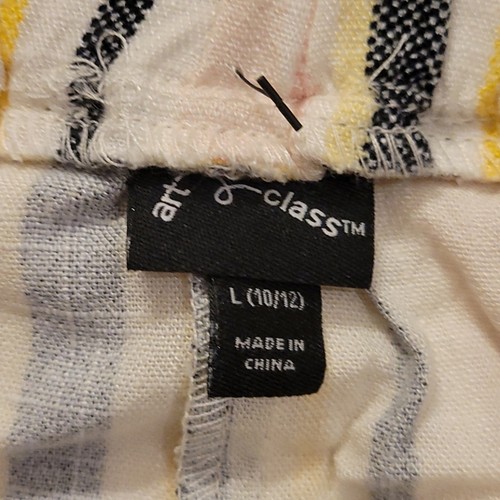 art & class™
L (10/12)
MADE IN
CHINA